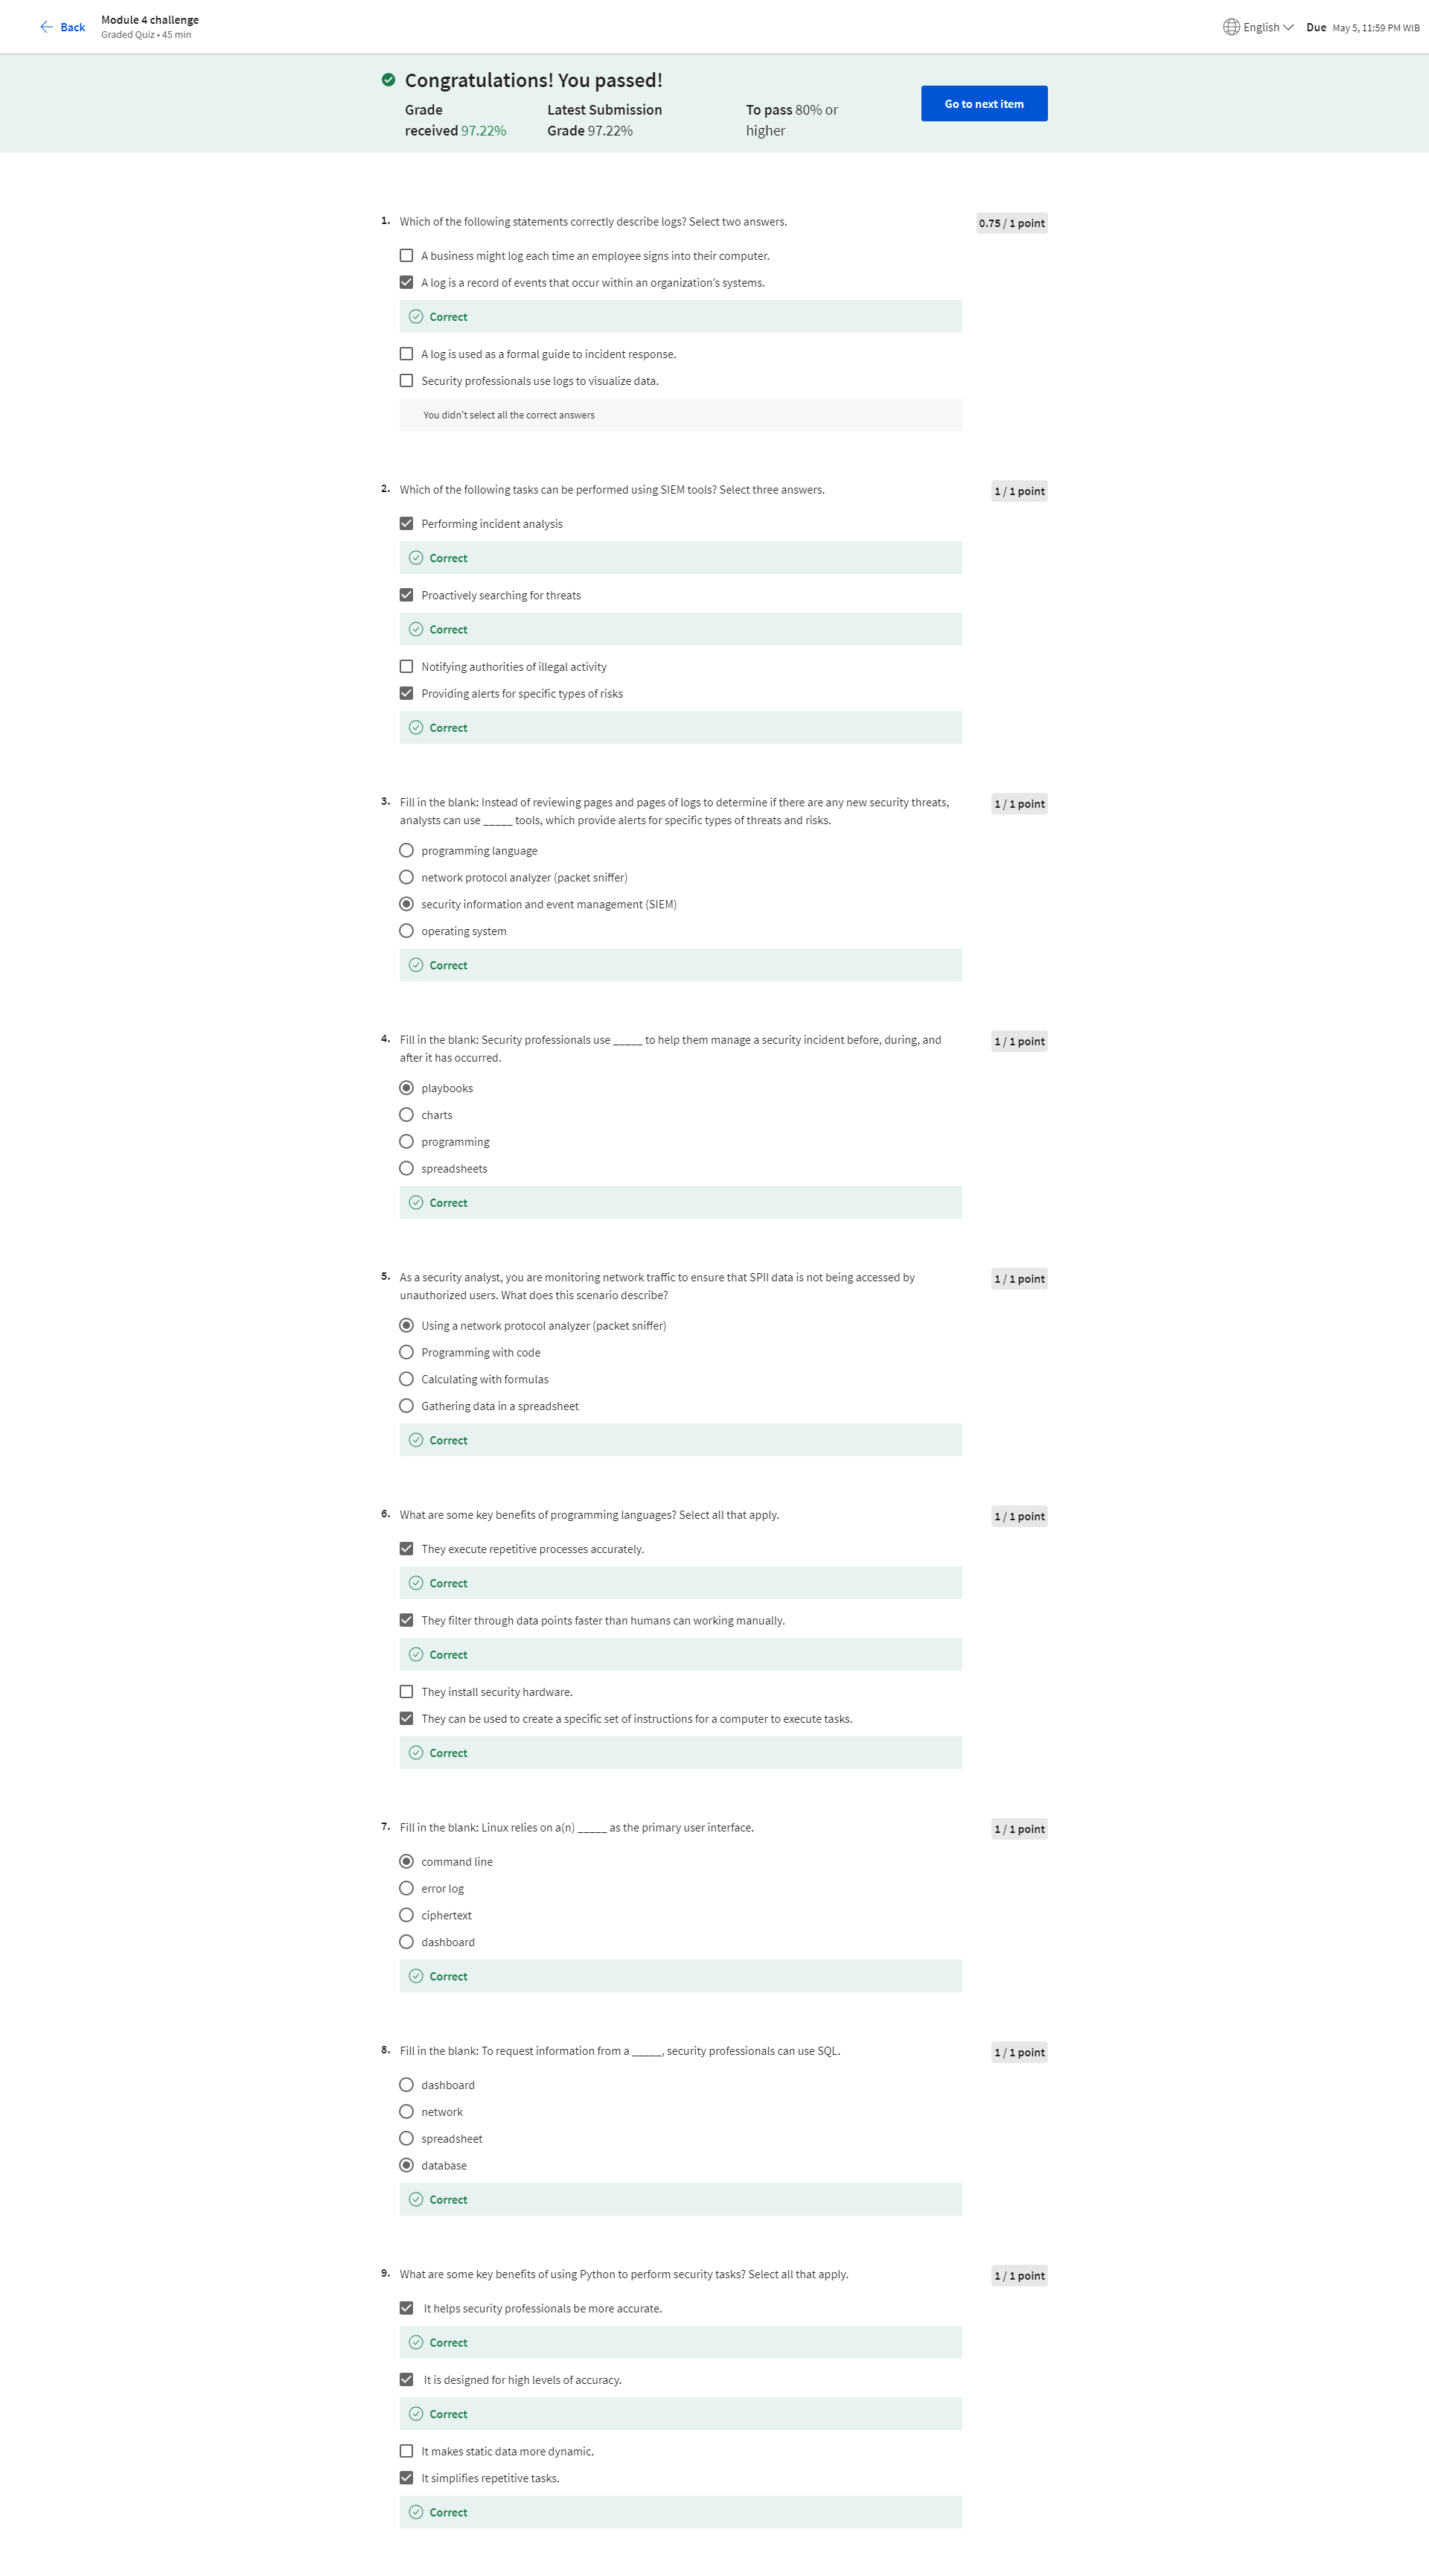 Back
Module 4 challenge
Graded Quiz • 45 min
English
Due May 5, 11:59 PM WIB
Congratulations! You passed!
Grade
received 97.22%
Latest Submission
Grade 97.22%
To pass 80% or
higher
Go to next item
1. Which of the following statements correctly describe logs? Select two answers.
0.75 / 1 point
A business might log each time an employee signs into their computer.
A log is a record of events that occur within an organization's systems.
Correct
A log is used as a formal guide to incident response.
Security professionals use logs to visualize data.
You didn't select all the correct answers
2. Which of the following tasks can be performed using SIEM tools? Select three answers.
1 / 1 point
Performing incident analysis
Correct
Proactively searching for threats
Correct
Notifying authorities of illegal activity
Providing alerts for specific types of risks
Correct
3. Fill in the blank: Instead of reviewing pages and pages of logs to determine if there are any new security threats,
analysts can use _____ tools, which provide alerts for specific types of threats and risks.
1 / 1 point
programming language
network protocol analyzer (packet sniffer)
security information and event management (SIEM)
operating system
Correct
4. Fill in the blank: Security professionals use _____ to help them manage a security incident before, during, and
after it has occurred.
1 / 1 point
playbooks
charts
programming
spreadsheets
Correct
5. As a security analyst, you are monitoring network traffic to ensure that SPII data is not being accessed by
unauthorized users. What does this scenario describe?
1 / 1 point
Using a network protocol analyzer (packet sniffer)
Programming with code
Calculating with formulas
Gathering data in a spreadsheet
Correct
6. What are some key benefits of programming languages? Select all that apply.
1 / 1 point
They execute repetitive processes accurately.
Correct
They filter through data points faster than humans can working manually.
Correct
They install security hardware.
They can be used to create a specific set of instructions for a computer to execute tasks.
Correct
7. Fill in the blank: Linux relies on a(n) _____ as the primary user interface.
1 / 1 point
command line
error log
ciphertext
dashboard
Correct
8. Fill in the blank: To request information from a _____, security professionals can use SQL.
1 / 1 point
dashboard
network
spreadsheet
database
Correct
9. What are some key benefits of using Python to perform security tasks? Select all that apply.
1 / 1 point
It helps security professionals be more accurate.
Correct
It is designed for high levels of accuracy.
Correct
It makes static data more dynamic.
It simplifies repetitive tasks.
Correct